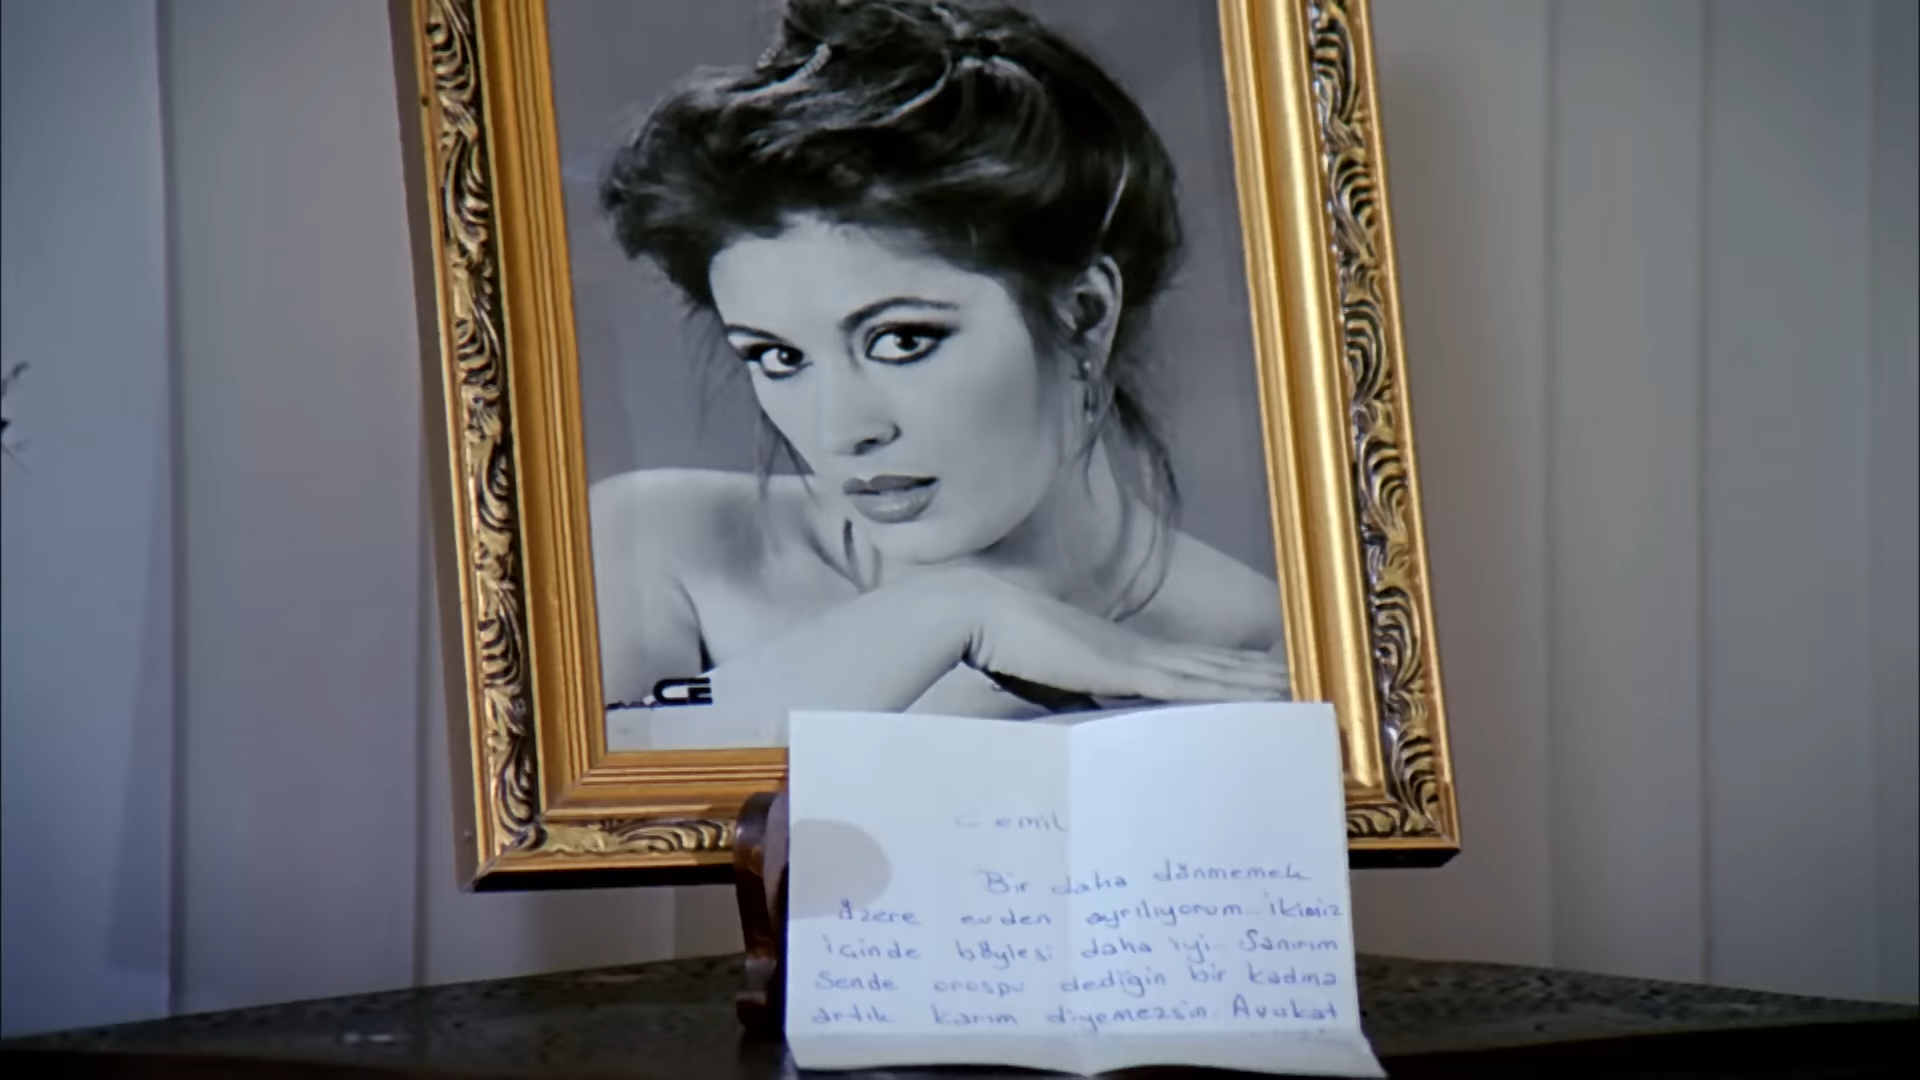 Cemil
Bir daha dönmemek
üzere evden ayrılıyorum. İkimiz
içinde böylesi daha iyi. Sanırım
sende orospu dediğin bir kadına
artık karım diyemezsin. Avukat